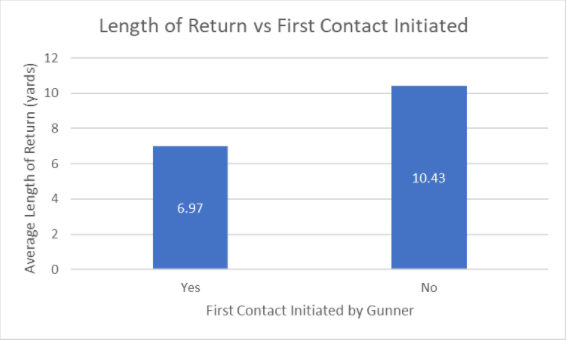 Length of Return vs First Contact Initiated
Average Length of Return (yards)
12
10
8
6
4
2
0
6.97
10.43
Yes
No
First Contact Initiated by Gunner